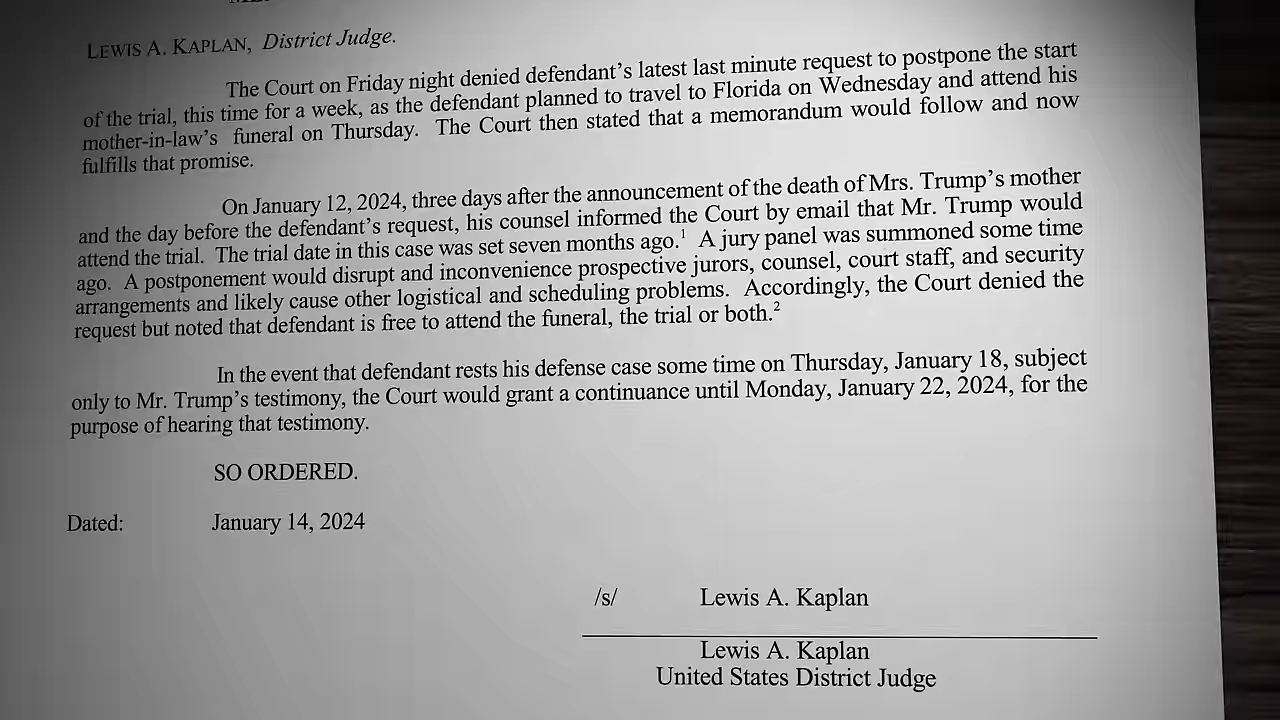 LEWIS A. KAPLAN, District Judge.
The Court on Friday night denied defendant's latest last minute request to postpone the start
of the trial, this time for a week, as the defendant planned to travel to Florida on Wednesday and attend his
mother-in-law's funeral on Thursday. The Court then stated that a memorandum would follow and now
fulfills that promise.
On January 12, 2024, three days after the announcement of the death of Mrs. Trump's mother
and the day before the defendant's request, his counsel informed the Court by email that Mr. Trump would
attend the trial. The trial date in this case was set seven months ago.¹ A jury panel was summoned some time
ago. A postponement would disrupt and inconvenience prospective jurors, counsel, court staff, and security
arrangements and likely cause other logistical and scheduling problems. Accordingly, the Court denied the
request but noted that defendant is free to attend the funeral, the trial or both.²
In the event that defendant rests his defense case some time on Thursday, January 18, subject
only to Mr. Trump's testimony, the Court would grant a continuance until Monday, January 22, 2024, for the
purpose of hearing that testimony.
SO ORDERED.
Dated: January 14, 2024
/s/ Lewis A. Kaplan
Lewis A. Kaplan
United States District Judge